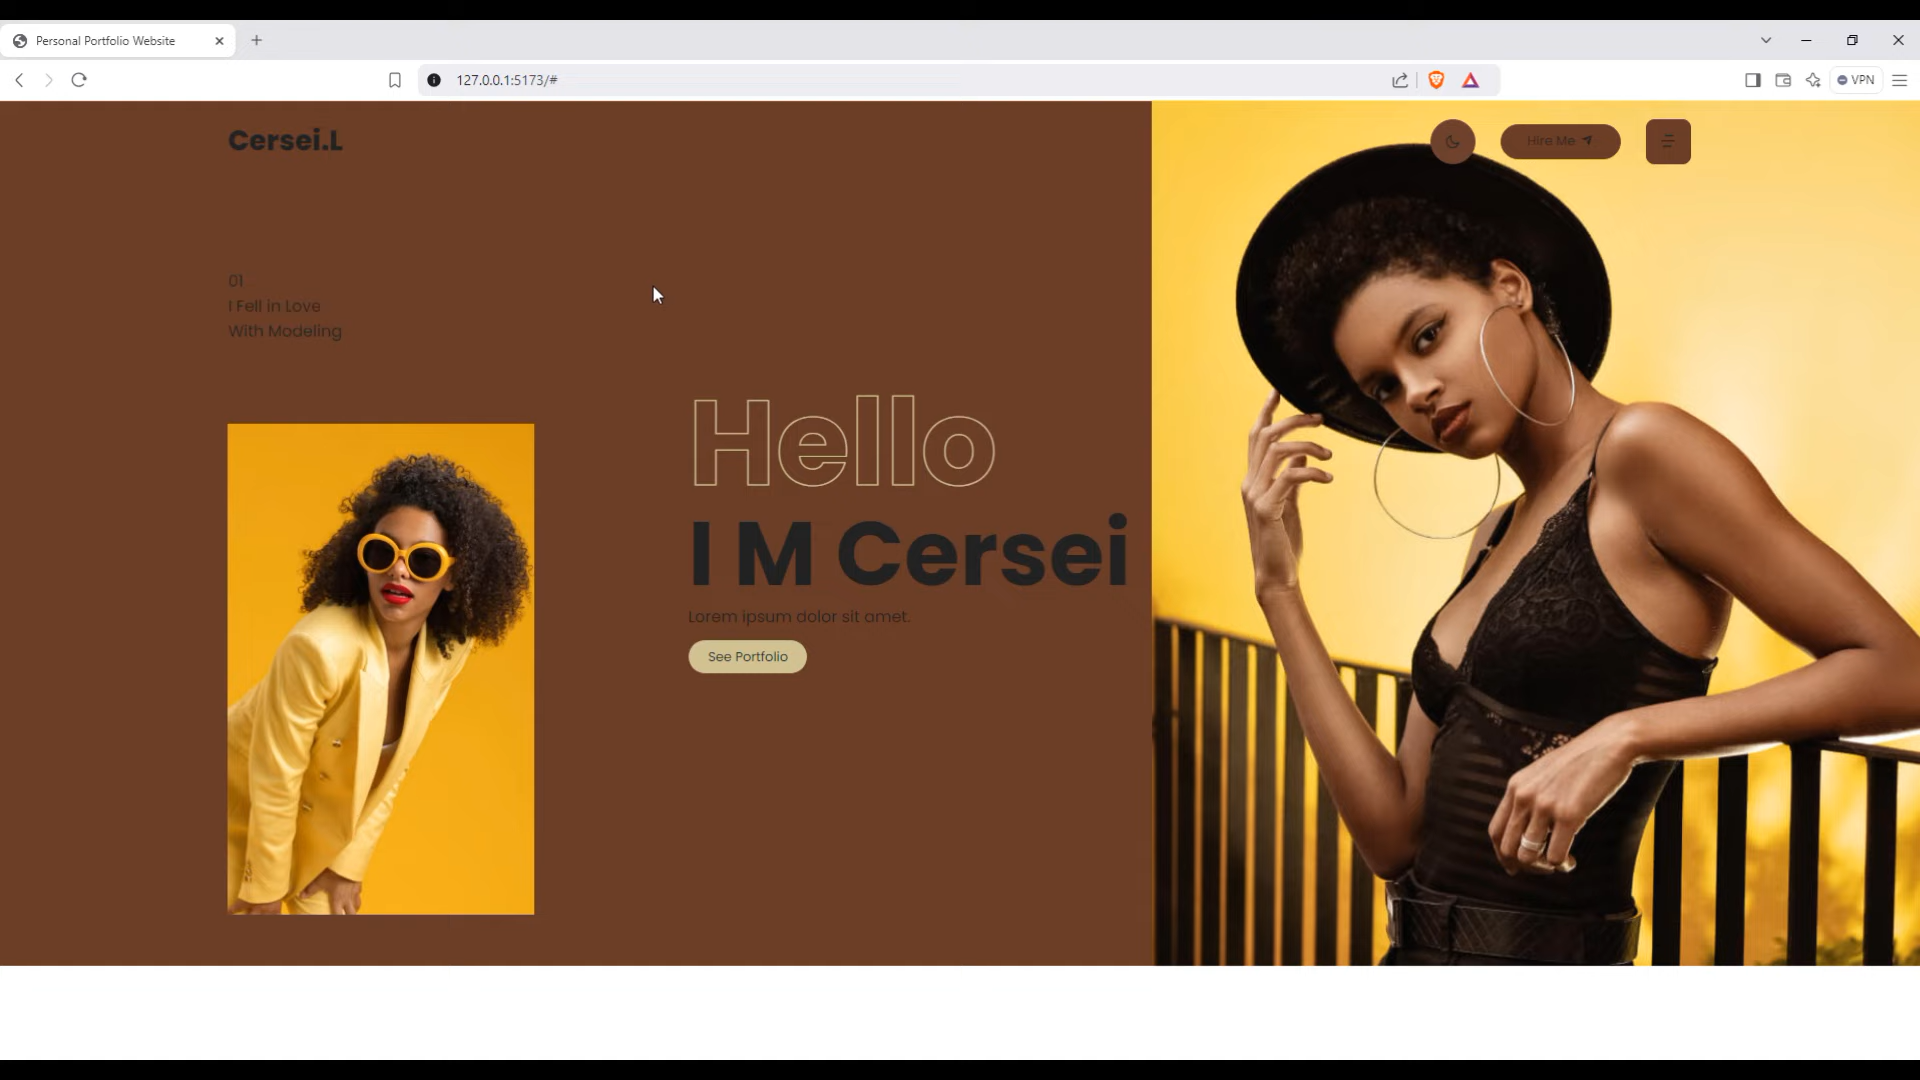 Personal Portfolio Website
127.0.0.1:5173/#
VPN
Cersei.L
Hire Me
01
I Fell in Love
With Modeling
Hello
I M Cersei
Lorem ipsum dolor sit amet.
See Portfolio